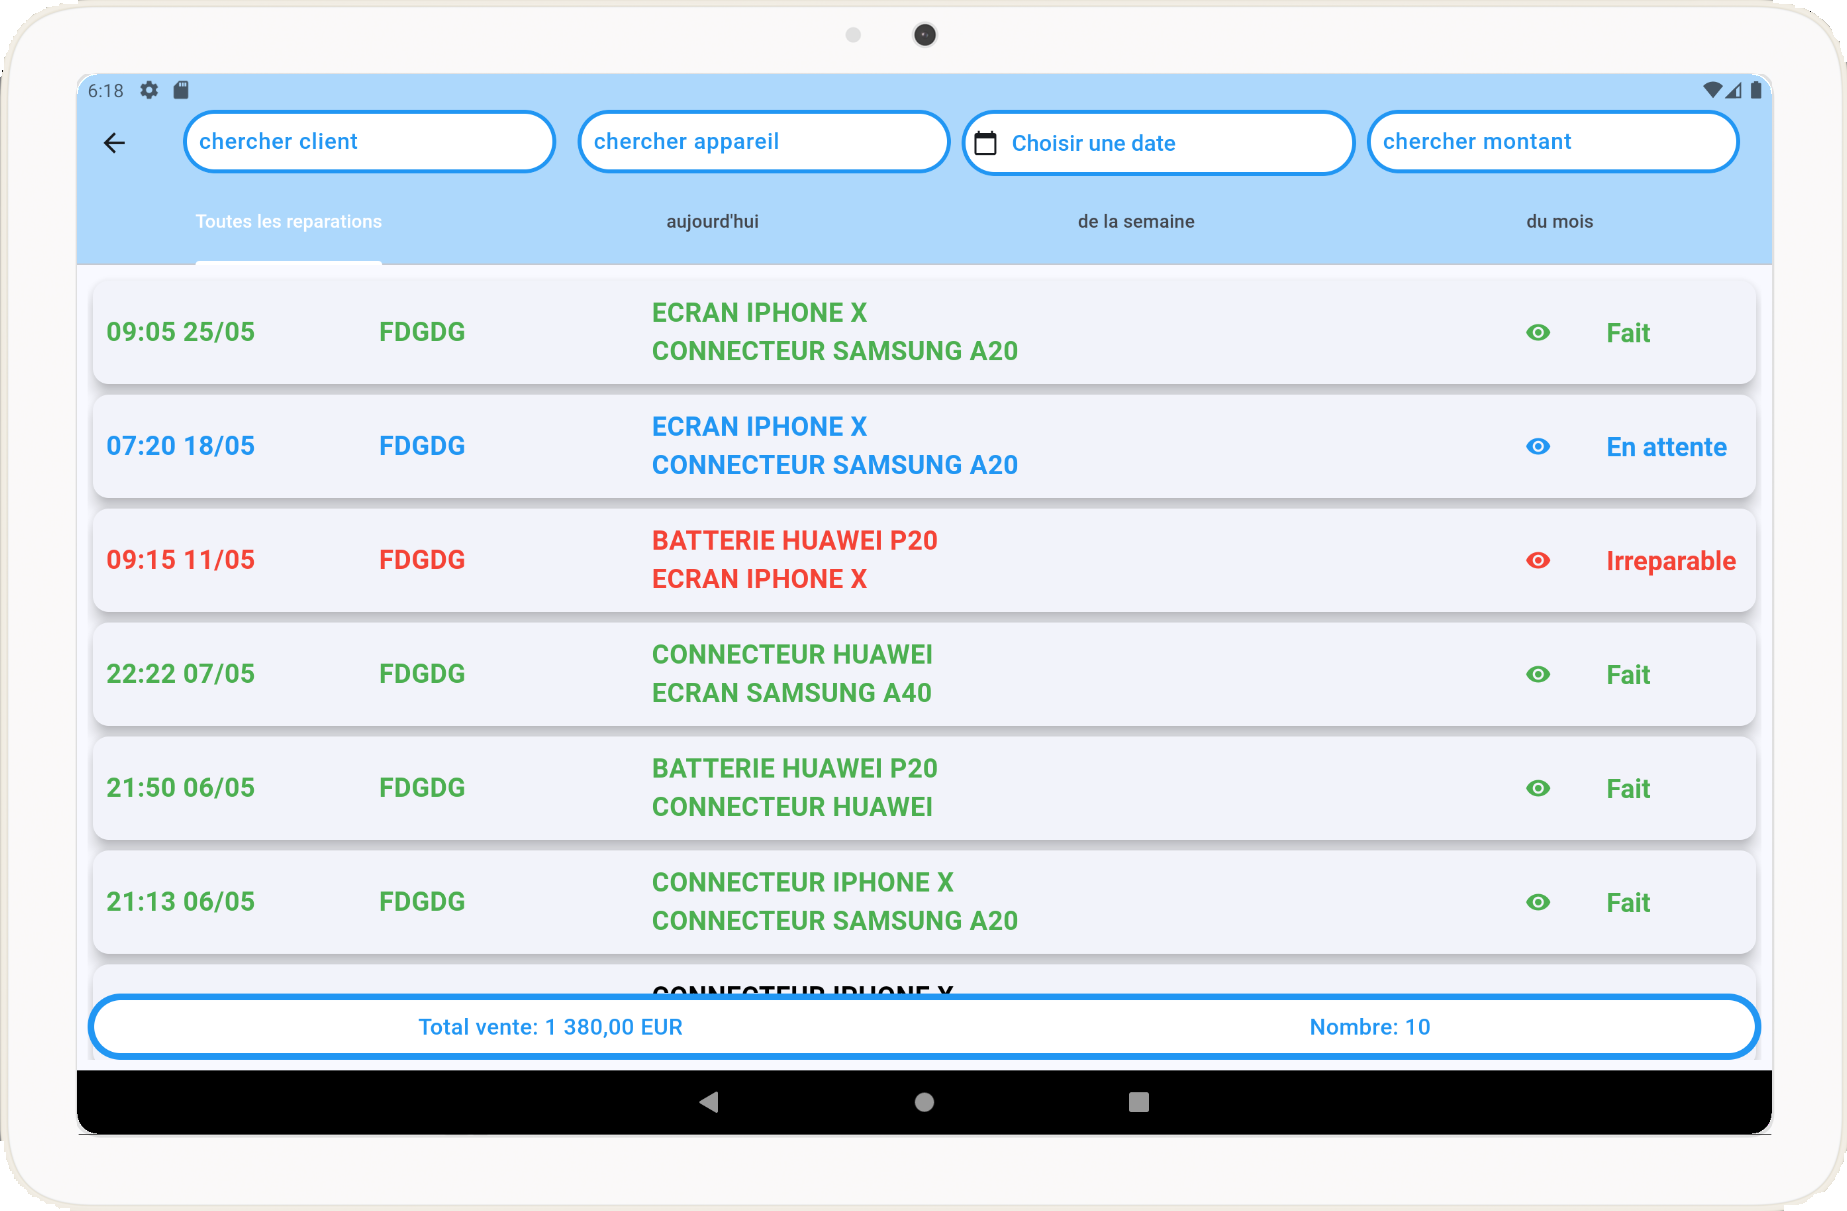 6:18
chercher client
chercher appareil
Choisir une date
chercher montant
Toutes les reparations
aujourd'hui
de la semaine
du mois
09:05 25/05
FDGDG
ECRAN IPHONE X
CONNECTEUR SAMSUNG A20
Fait
07:20 18/05
FDGDG
ECRAN IPHONE X
CONNECTEUR SAMSUNG A20
En attente
09:15 11/05
FDGDG
BATTERIE HUAWEI P20
ECRAN IPHONE X
Irreparable
22:22 07/05
FDGDG
CONNECTEUR HUAWEI
ECRAN SAMSUNG A40
Fait
21:50 06/05
FDGDG
BATTERIE HUAWEI P20
CONNECTEUR HUAWEI
Fait
21:13 06/05
FDGDG
CONNECTEUR IPHONE X
CONNECTEUR SAMSUNG A20
Fait
CONNECTEUR IPHONE X
Total vente: 1 380,00 EUR
Nombre: 10